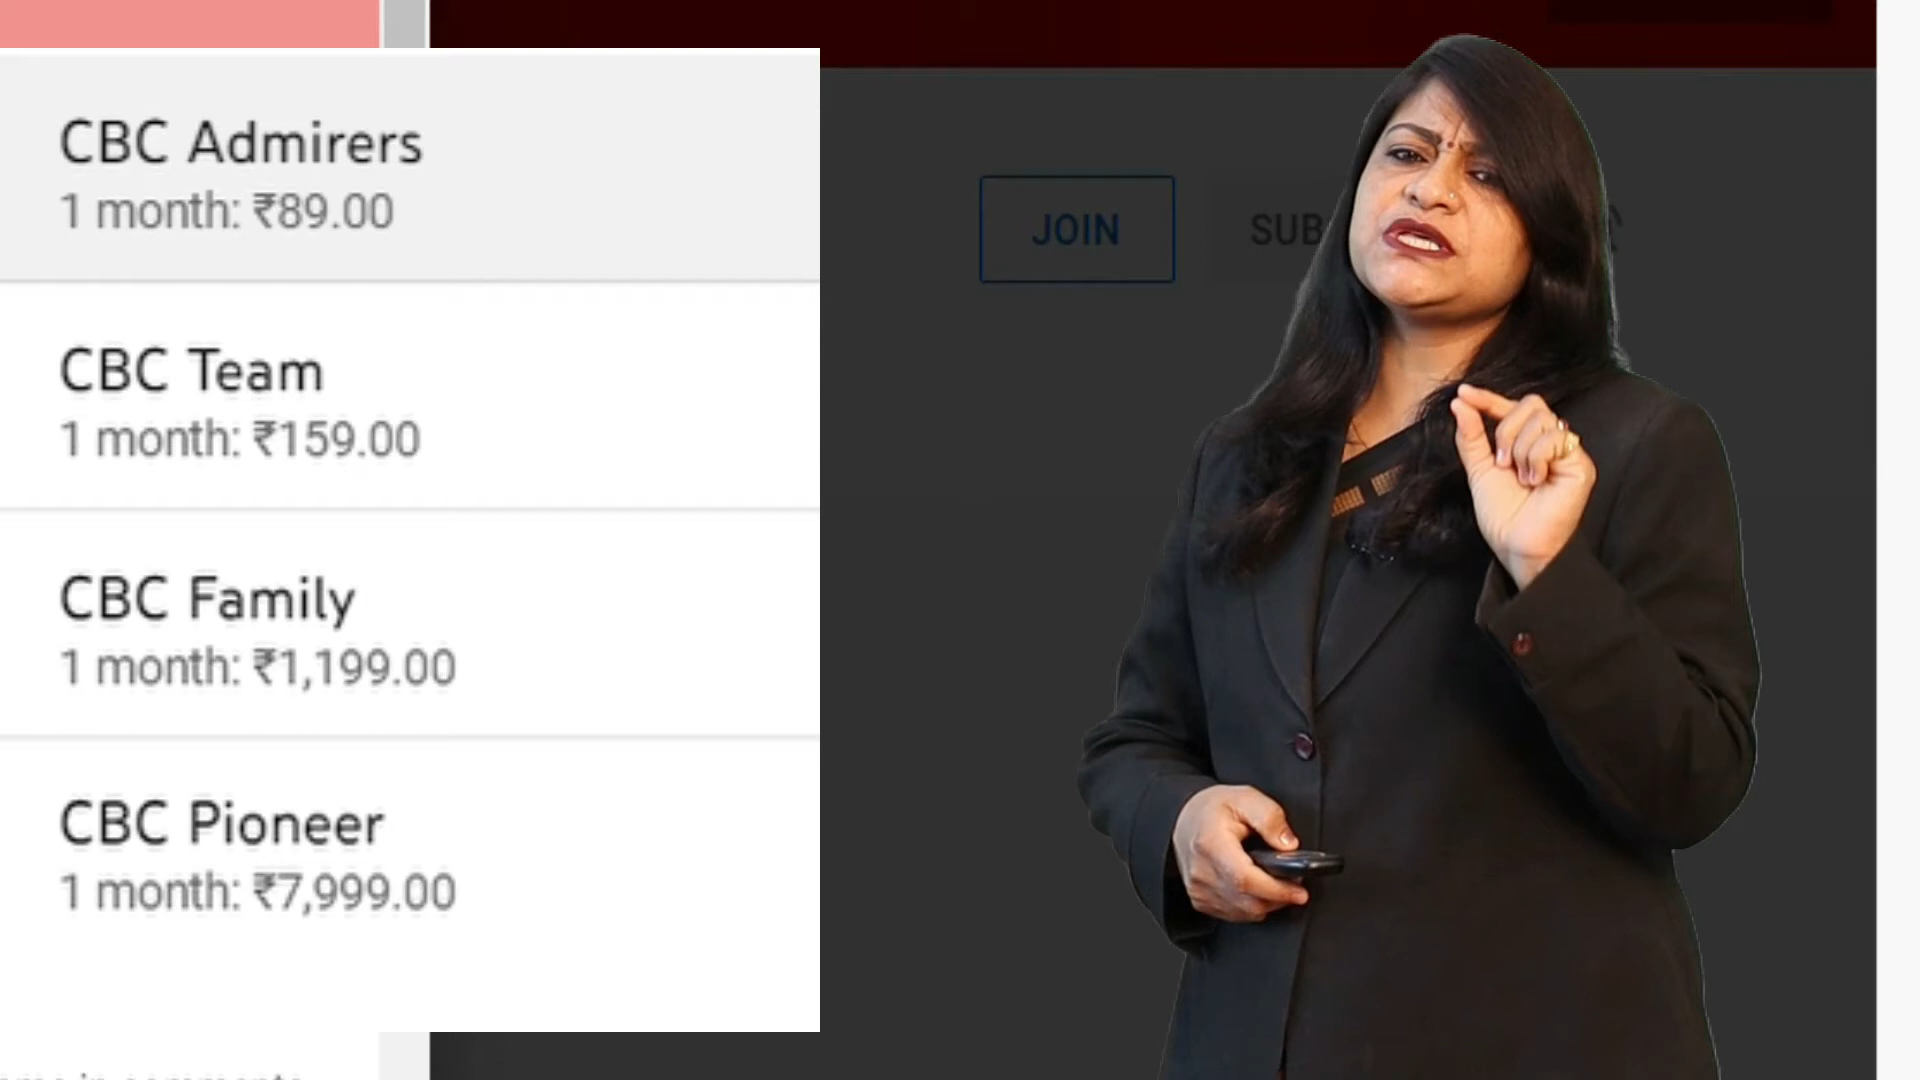 CBC Admirers
1 month: ₹89.00
JOIN
CBC Team
1 month: ₹159.00
CBC Family
1 month: ₹1,199.00
CBC Pioneer
1 month: ₹7,999.00